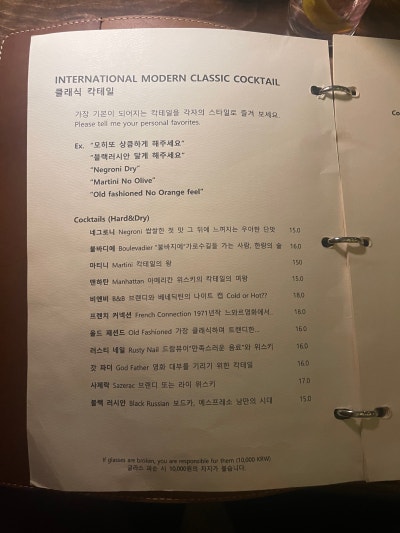 INTERNATIONAL MODERN CLASSIC COCKTAIL
클래식 칵테일
가장 기본이 되어지는 칵테일을 각자의 스타일로 즐겨 보세요.
Please tell me your personal favorites.
Ex. "모히또 상큼하게 해주세요"
"블랙러시안 달게 해주세요"
"Negroni Dry"
"Martini No Olive"
"Old fashioned No Orange feel"
Cocktails (Hard&Dry)
네그로니 Negroni 쌉쌀한 첫 맛 그 뒤에 느껴지는 우아한 단맛 15.0
불바디에 Boulevadier "불바지에"가로수길을 가는 사람, 한량의 술 16.0
마티니 Martini 칵테일의 왕 150
맨하탄 Manhattan 아메리칸 위스키의 칵테일의 여왕 15.0
비앤비 B&B 브랜디와 베네딕틴의 나이트 캡 Cold or Hot?? 18.0
프렌치 커넥션 French Connection 1971년작 느와르영화에서.. 18.0
올드 패션드 Old Fashioned 가장 클래식하며 트랜디한... 16.0
러스티 네일 Rusty Nail 드람뷰이"만족스러운 음료"와 위스키 16.0
갓 파더 God Father 영화 대부를 기리기 위한 칵테일 16.0
사제락 Sazerac 브랜디 또는 라이 위스키 17.0
블랙 러시안 Black Russian 보드카, 에스프레소 낭만의 시대 15.0
If glasses are broken, you are responsible for them (10,000 KRW).
글래스 파손 시 10,000원의 차지가 붙습니다.
Co